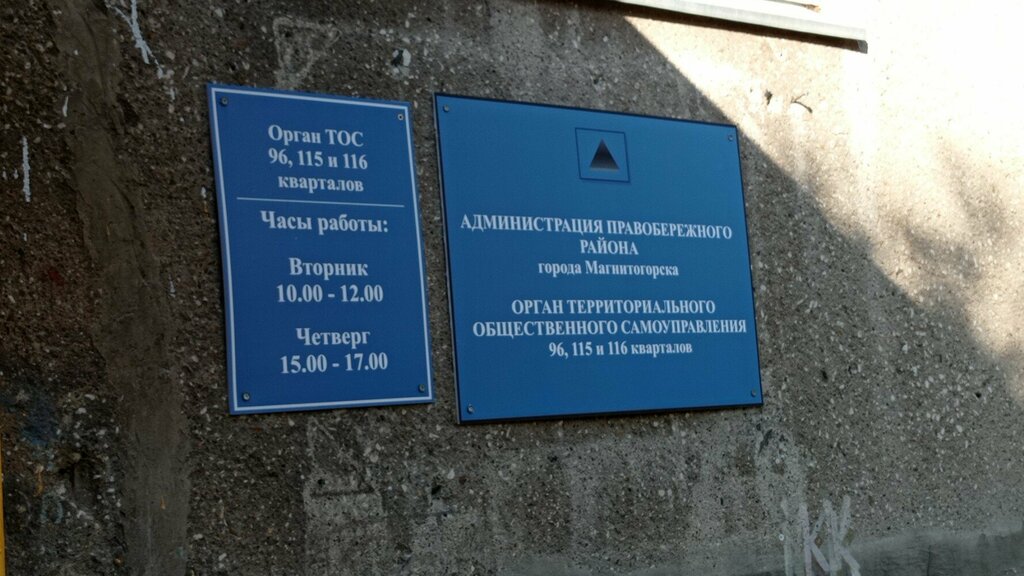 Орган ТОС
96, 115 и 116
кварталов
Часы работы:
Вторник
10.00 - 12.00
Четверг
15.00 - 17.00
АДМИНИСТРАЦИЯ ПРАВОБЕРЕЖНОГО
РАЙОНА
города Магнитогорска
ОРГАН ТЕРРИТОРИАЛЬНОГО
ОБЩЕСТВЕННОГО САМОУПРАВЛЕНИЯ
96, 115 и 116 кварталов